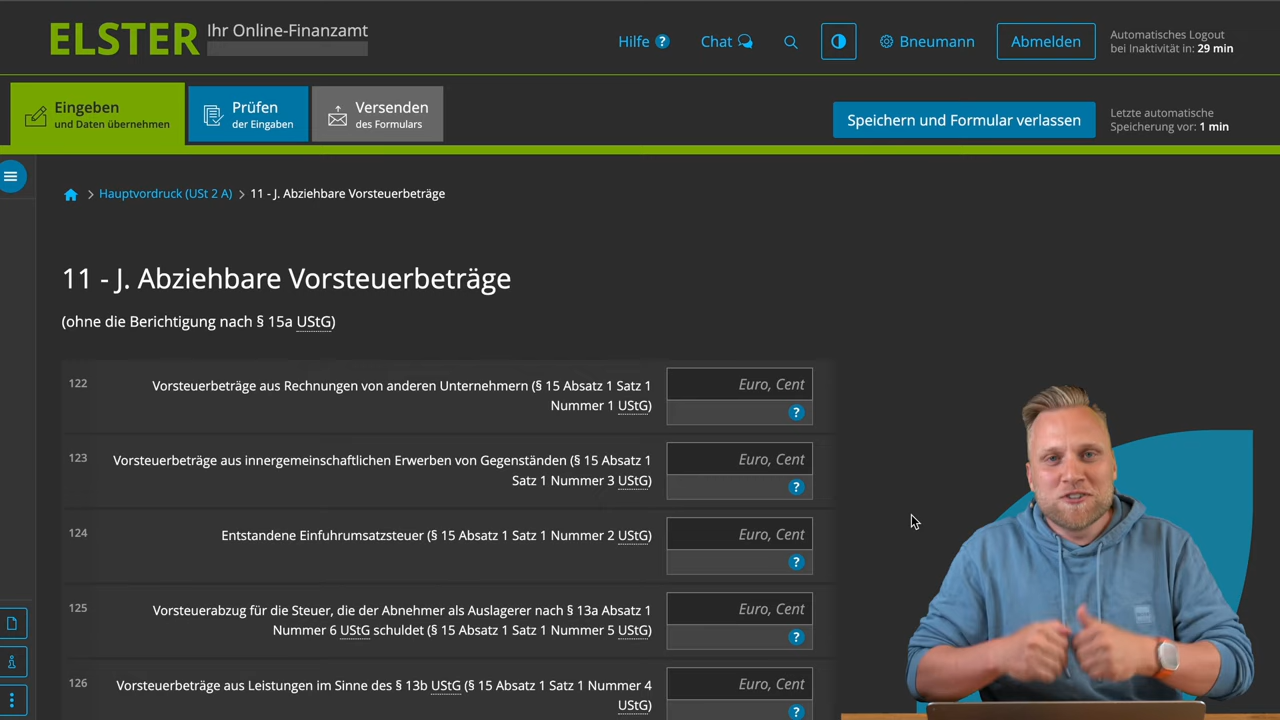 ELSTER
Ihr Online-Finanzamt
Hilfe ?
Chat
Bneumann
Abmelden
Automatisches Logout
bei Inaktivität in: 29 min
Eingeben
und Daten übernehmen
Prüfen
der Eingaben
Versenden
des Formulars
Speichern und Formular verlassen
Letzte automatische
Speicherung vor: 1 min
Hauptvordruck (USt 2 A) > 11 - J. Abziehbare Vorsteuerbeträge
11 - J. Abziehbare Vorsteuerbeträge
(ohne die Berichtigung nach § 15a UStG)
122
Vorsteuerbeträge aus Rechnungen von anderen Unternehmern (§ 15 Absatz 1 Satz 1
Nummer 1 UStG)
Euro, Cent
?
123
Vorsteuerbeträge aus innergemeinschaftlichen Erwerben von Gegenständen (§ 15 Absatz 1
Satz 1 Nummer 3 UStG)
Euro, Cent
?
124
Entstandene Einfuhrumsatzsteuer (§ 15 Absatz 1 Satz 1 Nummer 2 UStG)
Euro, Cent
?
125
Vorsteuerabzug für die Steuer, die der Abnehmer als Auslagerer nach § 13a Absatz 1
Nummer 6 UStG schuldet (§ 15 Absatz 1 Satz 1 Nummer 5 UStG)
Euro, Cent
?
126
Vorsteuerbeträge aus Leistungen im Sinne des § 13b UStG (§ 15 Absatz 1 Satz 1 Nummer 4
UStG)
Euro, Cent
?